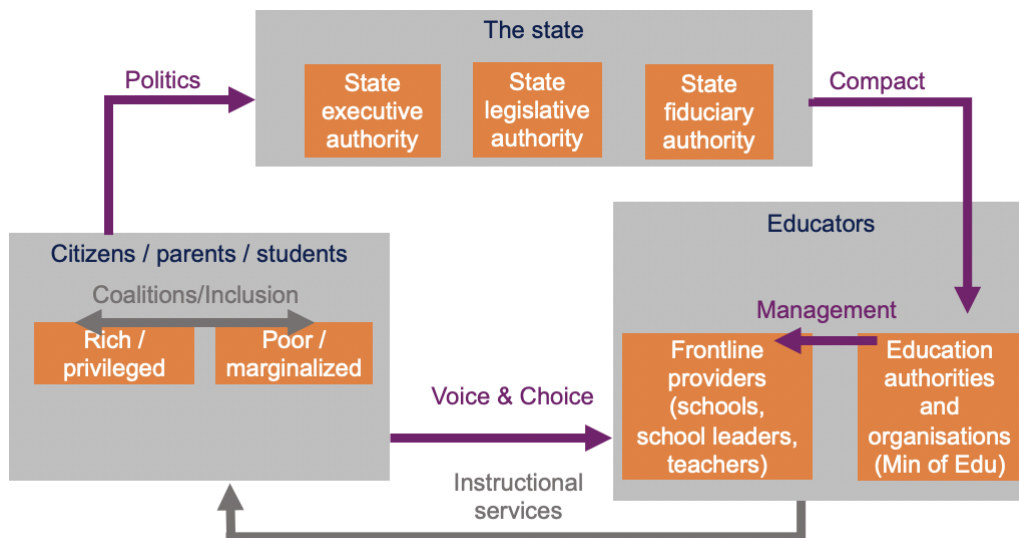 The state
Politics
State
executive
authority
State
legislative
authority
State
fiduciary
authority
Compact
Citizens / parents / students
Coalitions/Inclusion
Rich /
privileged
Poor /
marginalized
Educators
Management
Frontline
providers
(schools,
school leaders,
teachers)
Education
authorities
and
organisations
(Min of Edu)
Voice & Choice
Instructional
services